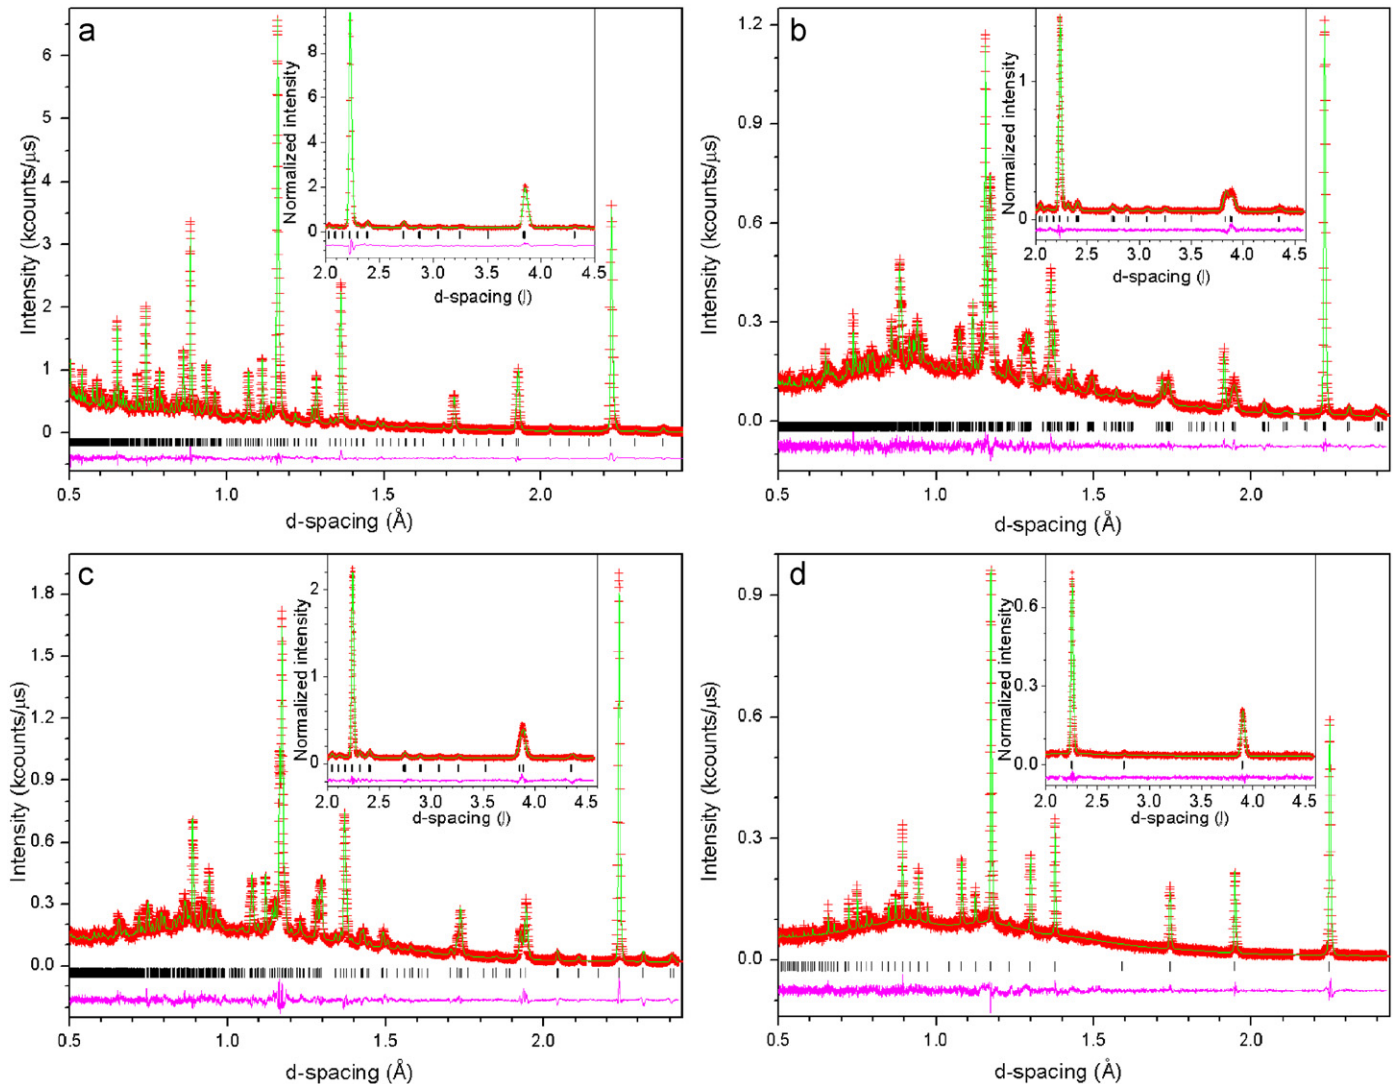 a
6
5
4
3
2
1
0
Intensity (kcounts/μs)
0.5 1.0 1.5 2.0
d-spacing (Å)
8
6
4
2
0
Normalized intensity
2.0 2.5 3.0 3.5 4.0 4.5
d-spacing (Å)
b
1.2
0.9
0.6
0.3
0.0
Intensity (kcounts/μs)
0.5 1.0 1.5 2.0
d-spacing (Å)
1
0
Normalized intensity
2.0 2.5 3.0 3.5 4.0 4.5
d-spacing (Å)
c
1.8
1.5
1.2
0.9
0.6
0.3
0.0
Intensity (kcounts/μs)
0.5 1.0 1.5 2.0
d-spacing (Å)
2
1
0
Normalized intensity
2.0 2.5 3.0 3.5 4.0 4.5
d-spacing (Å)
d
0.9
0.6
0.3
0.0
Intensity (kcounts/μs)
0.5 1.0 1.5 2.0
d-spacing (Å)
0.6
0.3
0.0
Normalized intensity
2.0 2.5 3.0 3.5 4.0 4.5
d-spacing (Å)